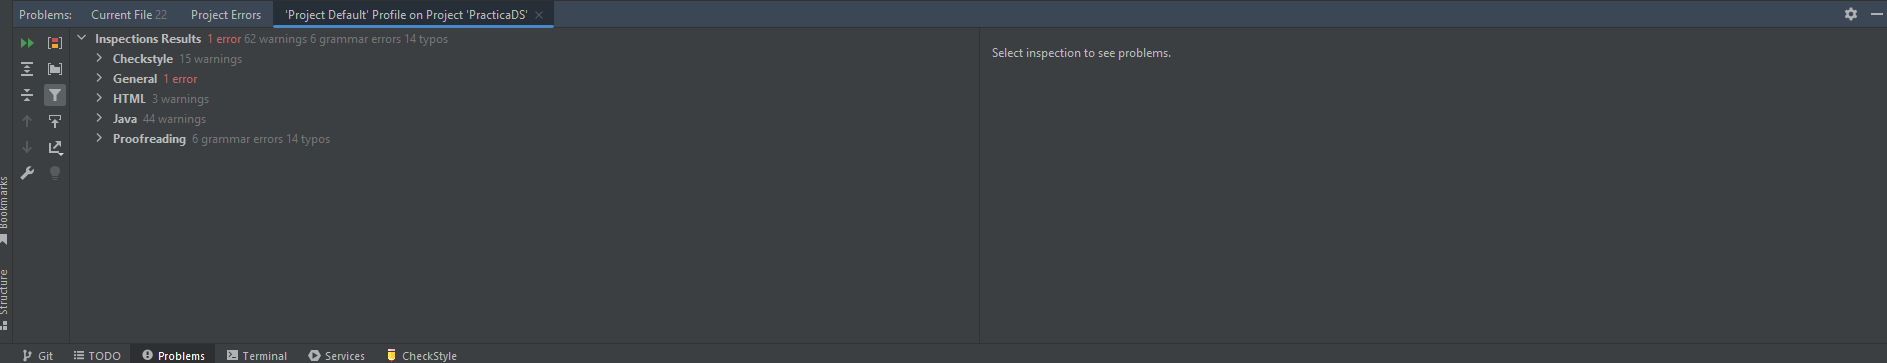 Problems: Current File 22 Project Errors 'Project Default' Profile on Project 'PracticaDS'
Inspections Results 1 error 62 warnings 6 grammar errors 14 typos
Select inspection to see problems.
Checkstyle 15 warnings
General 1 error
HTML 3 warnings
Java 44 warnings
Proofreading 6 grammar errors 14 typos
Bookmarks
Structure
Git TODO Problems Terminal Services CheckStyle